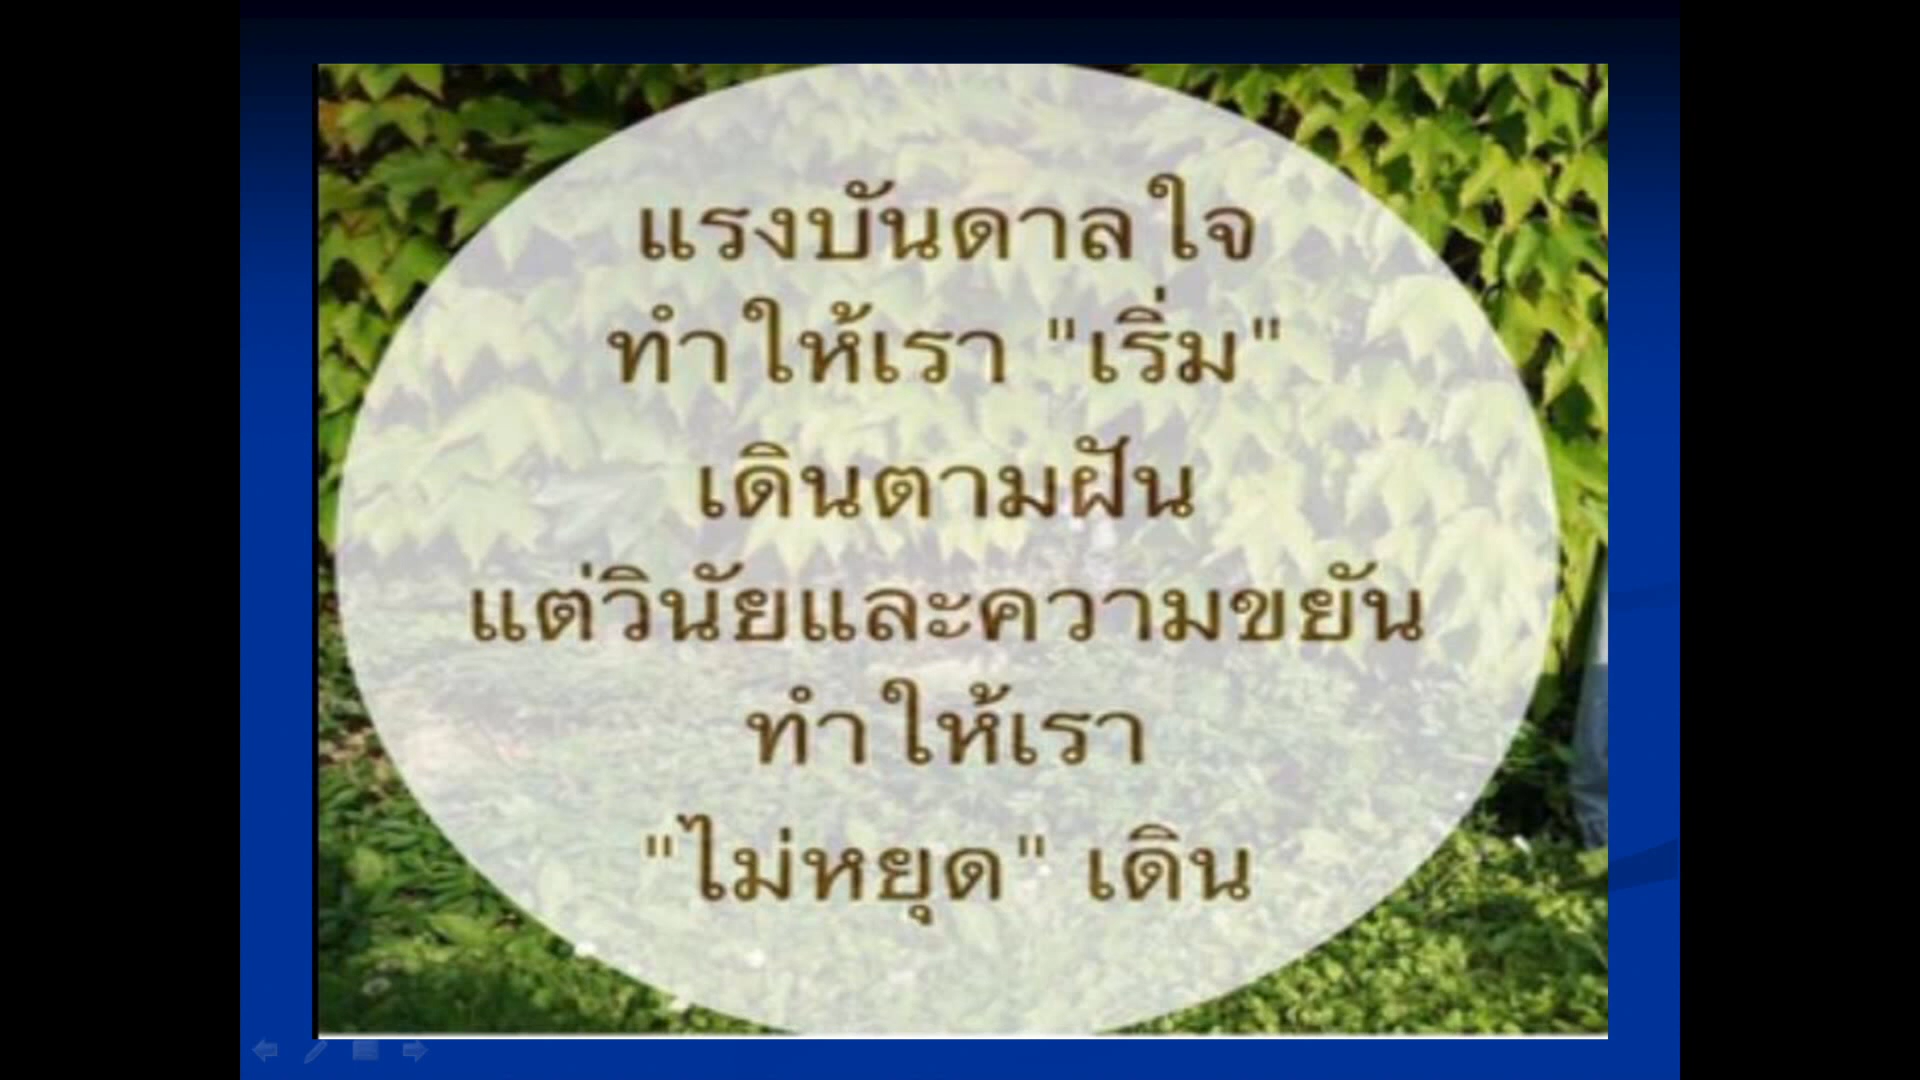 แรงบันดาลใจ
ทำให้เรา "เริ่ม"
เดินตามฝัน
แต่วินัยและความขยัน
ทำให้เรา
"ไม่หยุด" เดิน